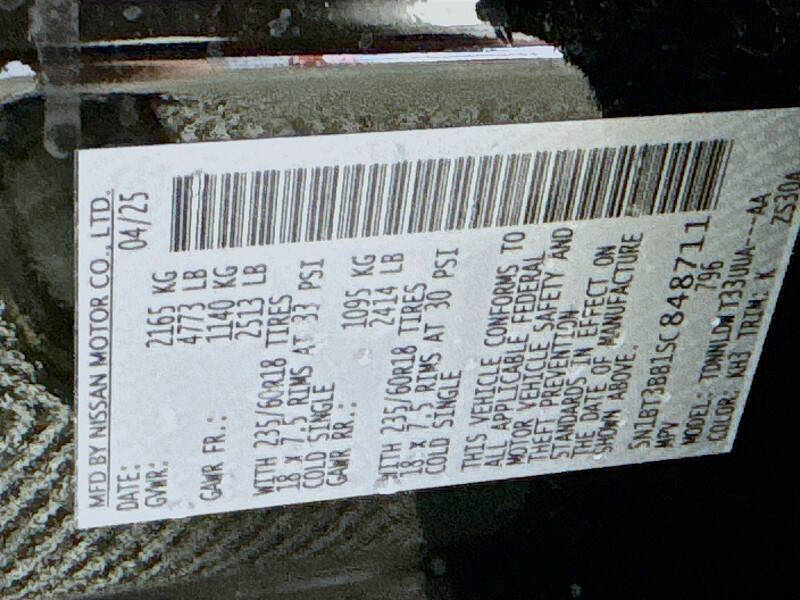 MFD BY NISSAN MOTOR CO., LTD.
DATE: 04/25
GVWR: 2165 KG
4773 LB
GAWR FR.: 1140 KG
2513 LB
WITH 235/60R18 TIRES
18 X 7.5 RIMS AT 33 PSI
COLD SINGLE
GAWR RR.: 1095 KG
2414 LB
WITH 235/60R18 TIRES
18 X 7.5 RIMS AT 30 PSI
COLD SINGLE
THIS VEHICLE CONFORMS TO
ALL APPLICABLE FEDERAL
MOTOR VEHICLE SAFETY AND
THEFT PREVENTION
STANDARDS IN EFFECT ON
THE DATE OF MANUFACTURE
SHOWN ABOVE.
5N1BT3BB1SC848711
MPV 796
MODEL: TDWNLDWT33UUA---AA
COLOR: KH3 TRIM: K ZS30A